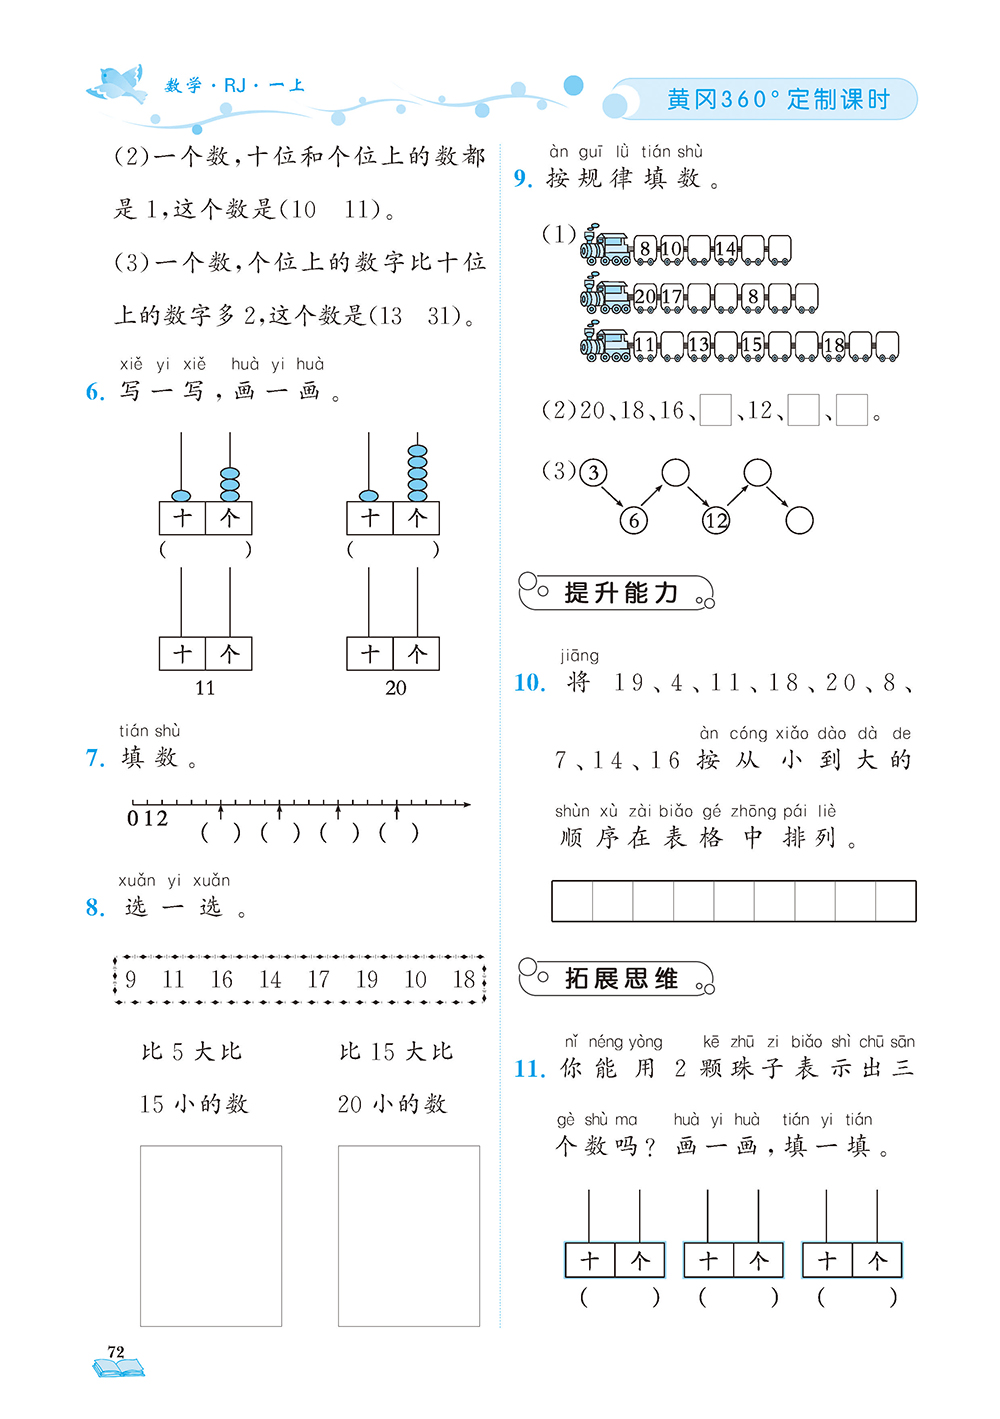 数学·RJ·一上
黄冈360°定制课时
(2)一个数,十位和个位上的数都
是1,这个数是(10 11)。
(3)一个数,个位上的数字比十位
上的数字多2,这个数是(13 31)。
xiě yi xiě huà yi huà
6. 写一写,画一画。
十 个 十 个
( ) ( )
十 个 十 个
11 20
tián shù
7. 填数。
0 1 2
( ) ( ) ( ) ( )
xuǎn yi xuǎn
8. 选一选。
9 11 16 14 17 19 10 18
比5大比 比15大比
15小的数 20小的数
àn guī lǜ tián shù
9. 按规律填数。
(1) 8 10 14
20 17 8
11 13 15 18
(2)20、18、16、□、12、□、□。
(3) 3
6 12
提升能力
jiāng
10. 将 19、4、11、18、20、8、
àn cóng xiǎo dào dà de
7、14、16 按从小到大的
shùn xù zài biǎo gé zhōng pái liè
顺序在表格中排列。
拓展思维
nǐ néng yòng kē zhū zi biǎo shì chū sān
11. 你能用2颗珠子表示出三
gè shù ma huà yi huà tián yi tián
个数吗? 画一画,填一填。
十 个 十 个 十 个
( ) ( ) ( )
72